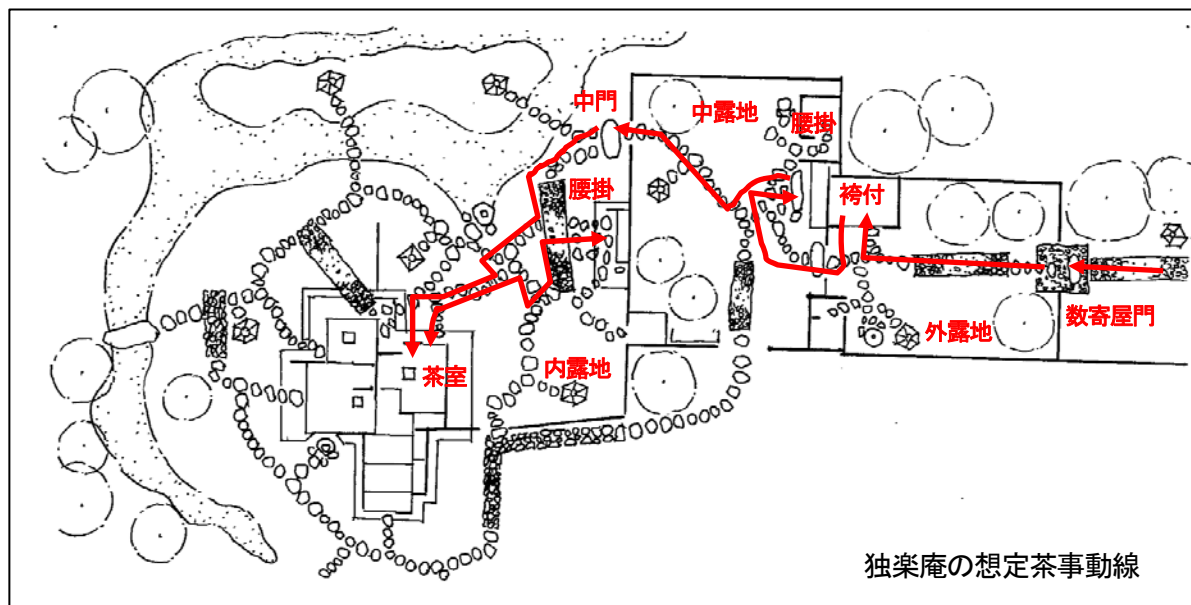 中門
中露地
腰掛
腰掛
袴付
数寄屋門
外露地
内露地
茶室
独楽庵の想定茶事動線